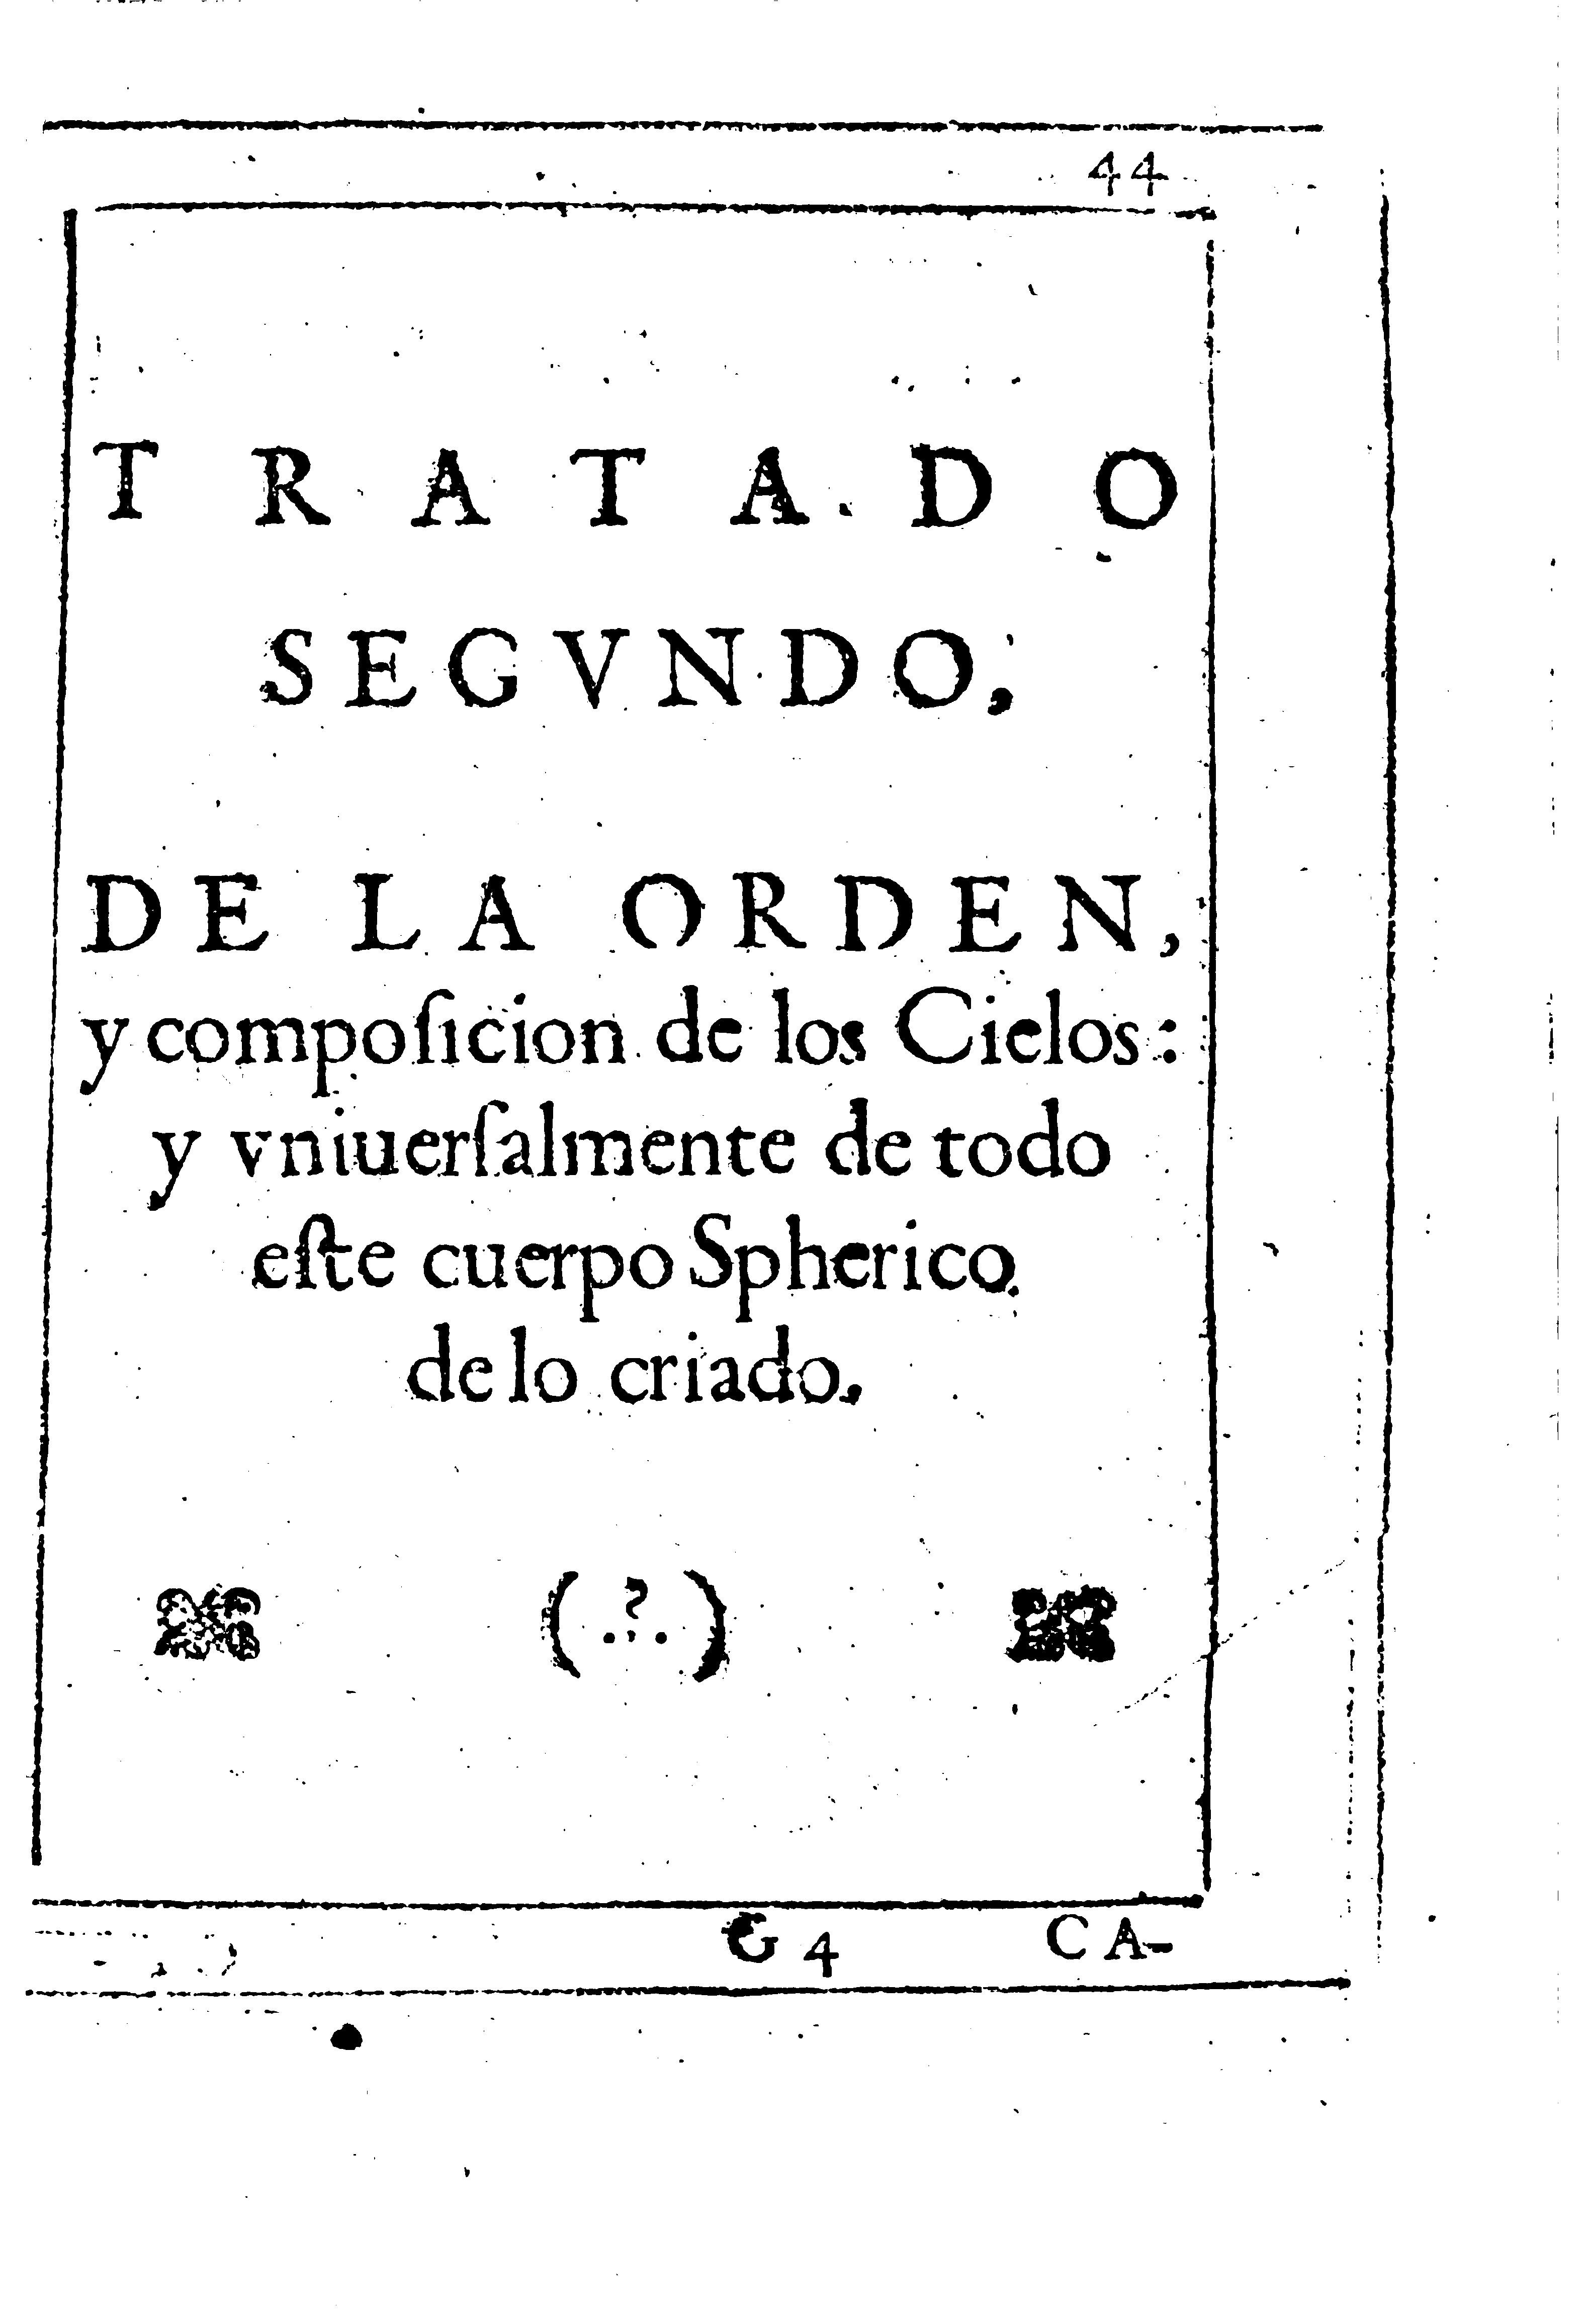 44
TRATADO
SEGVNDO,
DE LA ORDEN,
y compoſicion de los Cielos:
y vniuerſalmente de todo
eſte cuerpo Spherico
de lo criado.
(.?.)
G 4 CA-